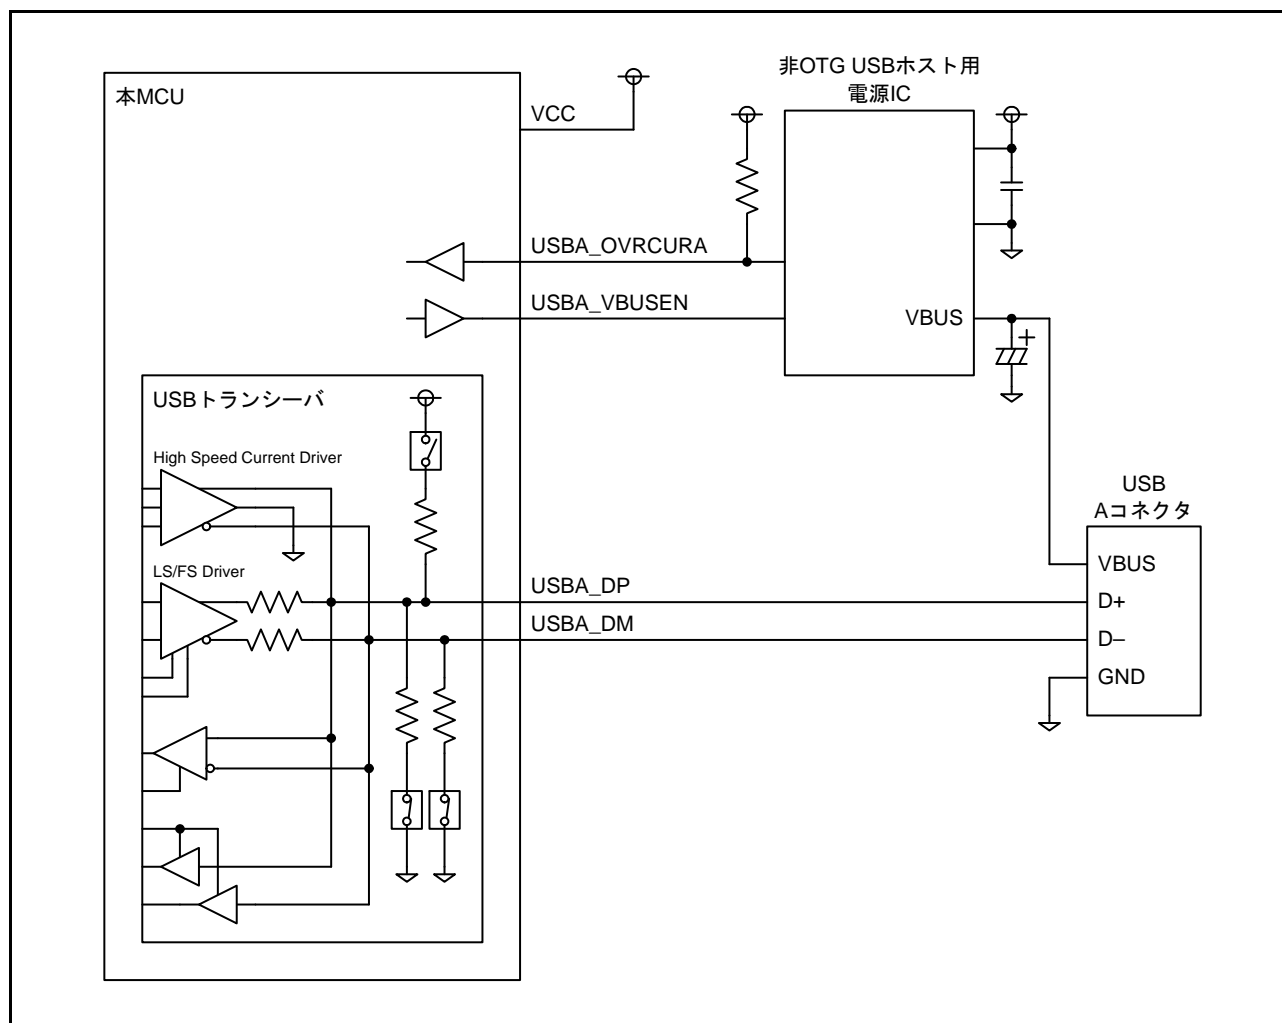 本MCU
VCC
非OTG USBホスト用
電源IC
USBA_OVRCURA
USBA_VBUSEN
VBUS
+
USBトランシーバ
High Speed Current Driver
LS/FS Driver
USBA_DP
USBA_DM
USB
Aコネクタ
VBUS
D+
D–
GND